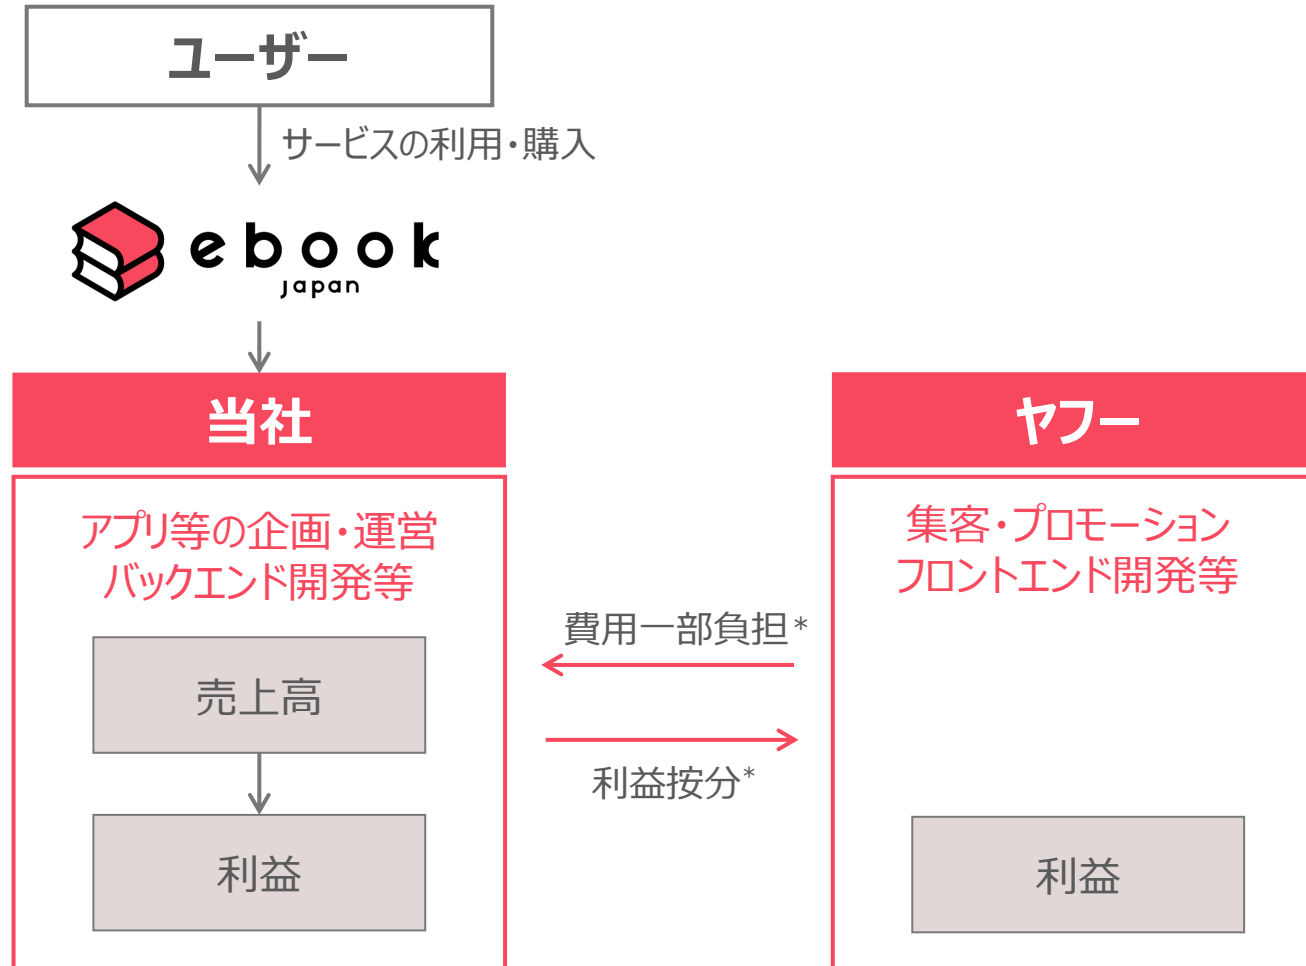 ユーザー
サービスの利用・購入
ebook
japan
当社
ヤフー
アプリ等の企画・運営
バックエンド開発等
集客・プロモーション
フロントエンド開発等
費用一部負担*
売上高
利益按分*
利益
利益